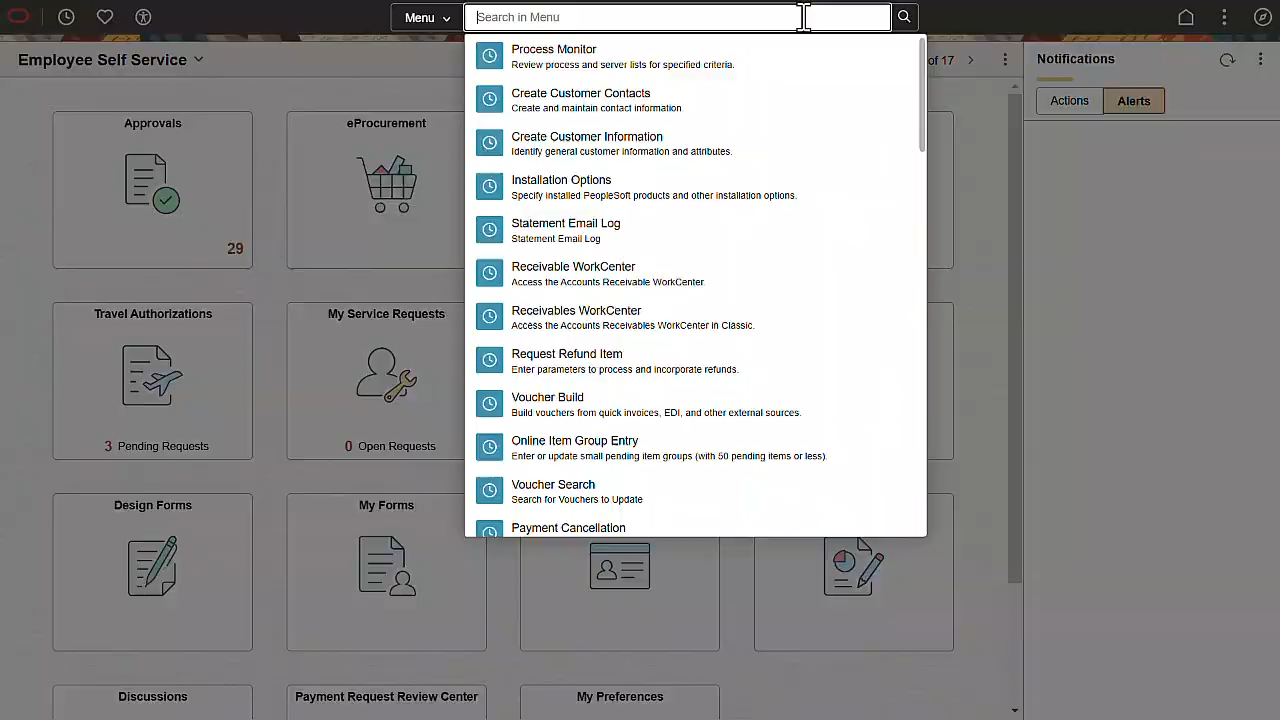 Menu
Search in Menu
Employee Self Service
of 17
Notifications
Actions
Alerts
Process Monitor
Review process and server lists for specified criteria.
Create Customer Contacts
Create and maintain contact information.
Create Customer Information
Identify general customer information and attributes.
Installation Options
Specify installed PeopleSoft products and other installation options.
Statement Email Log
Statement Email Log
Receivable WorkCenter
Access the Accounts Receivable WorkCenter.
Receivables WorkCenter
Access the Accounts Receivables WorkCenter in Classic.
Request Refund Item
Enter parameters to process and incorporate refunds.
Voucher Build
Build vouchers from quick invoices, EDI, and other external sources.
Online Item Group Entry
Enter or update small pending item groups (with 50 pending items or less).
Voucher Search
Search for Vouchers to Update
Payment Cancellation
Approvals
29
eProcurement
Travel Authorizations
3 Pending Requests
My Service Requests
0 Open Requests
Design Forms
My Forms
Discussions
Payment Request Review Center
My Preferences